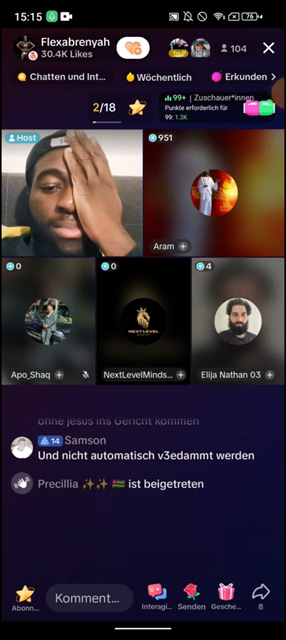 15:15
76
Flexabrenyah
30.4K Likes
104
Chatten und Int...
Wöchentlich
Erkunden
2/18
99+ | Zuschauer*innen
Punkte erforderlich für
99: 1.3K
Host
951
Aram
0
0
4
Apo_Shaq
NEXT LEVEL
NextLevelMinds...
Elija Nathan 03
ohne jesus ins Gericht kommen
14 Samson
Und nicht automatisch v3edammt werden
Precillia ✨✨ ist beigetreten
Abonn...
Komment...
Interagi...
Senden
Gesche...
8